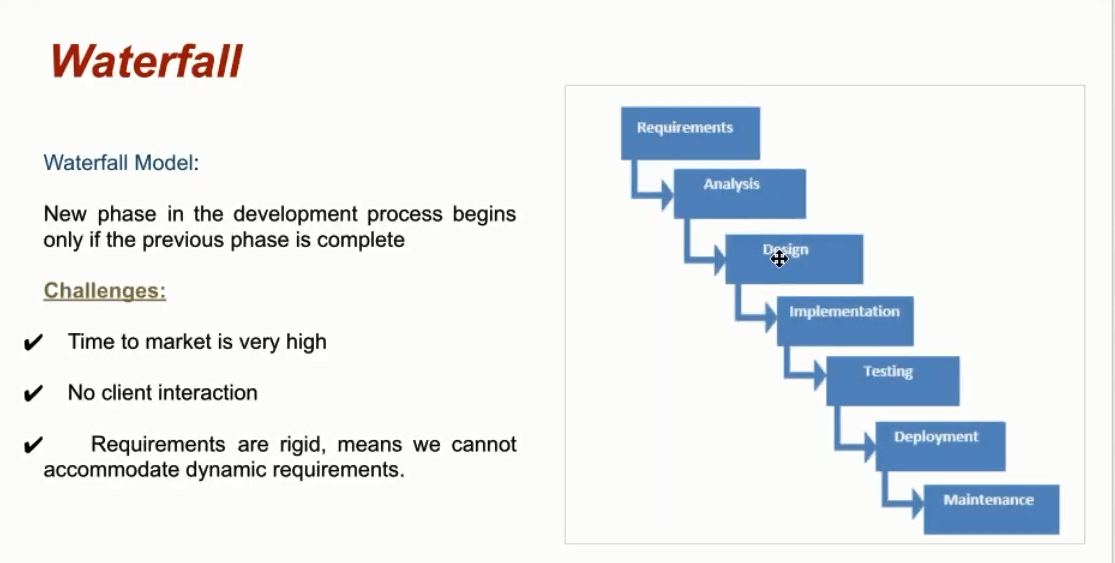 Waterfall
Waterfall Model:
New phase in the development process begins
only if the previous phase is complete
Challenges:
✔ Time to market is very high
✔ No client interaction
✔ Requirements are rigid, means we cannot
accommodate dynamic requirements.
Requirements
Analysis
Design
Implementation
Testing
Deployment
Maintenance